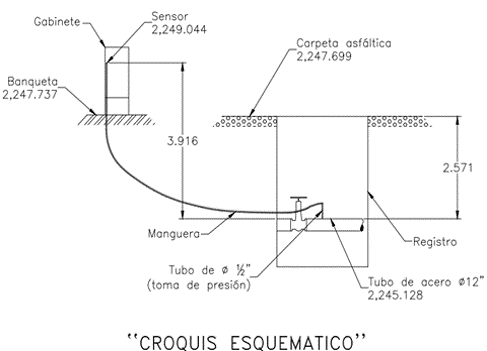 Gabinete
Sensor
2,249.044
Carpeta asfáltica
2,247.699
Banqueta
2,247.737
3.916
2.571
Manguera
Registro
Tubo de ø ½"
(toma de presión)
Tubo de acero ø12"
2,245.128
"CROQUIS ESQUEMATICO"